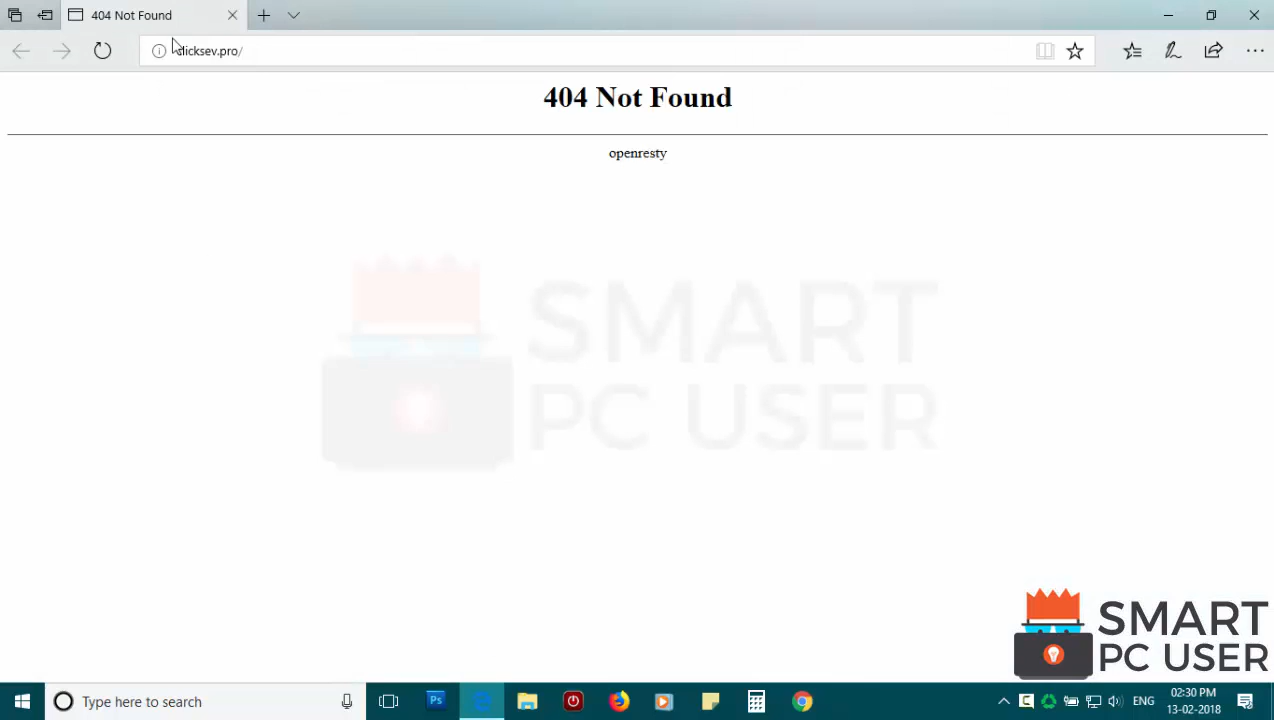 404 Not Found
clicksev.pro/
404 Not Found
openresty
SMART
PC USER
SMART
PC USER
Type here to search
Ps
ENG
02:30 PM
13-02-2018